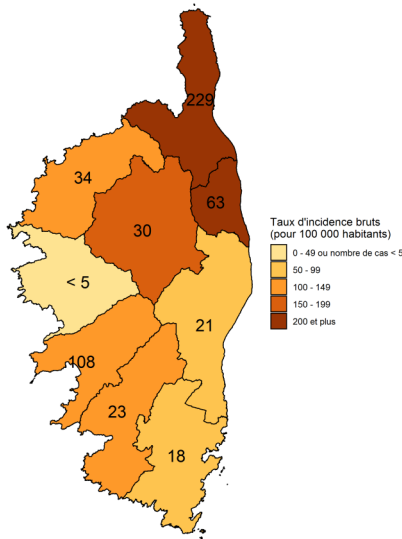 229
34
63
30
< 5
21
108
23
18
Taux d'incidence bruts
(pour 100 000 habitants)
0 - 49 ou nombre de cas < 5
50 - 99
100 - 149
150 - 199
200 et plus